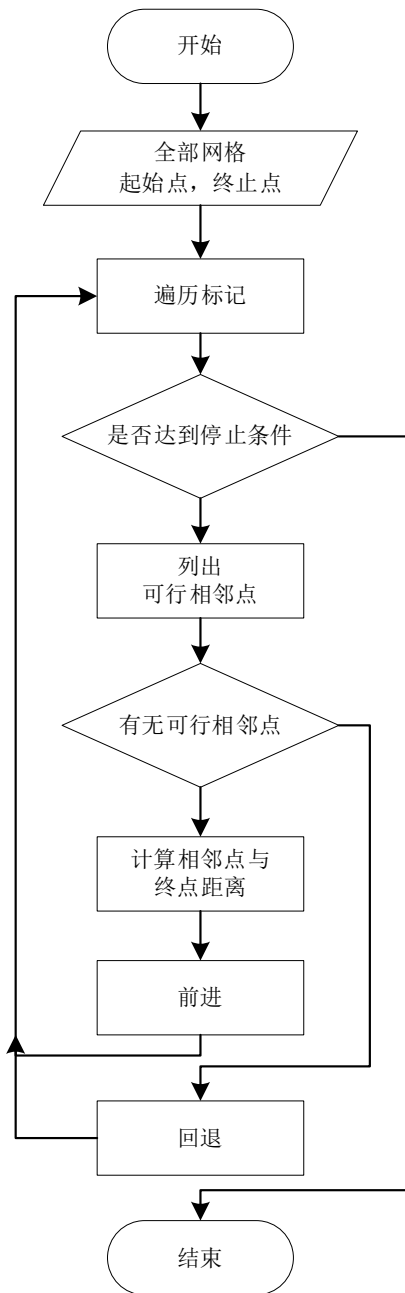 开始
全部网格
起始点，终止点
遍历标记
是否达到停止条件
列出
可行相邻点
有无可行相邻点
计算相邻点与
终点距离
前进
回退
结束